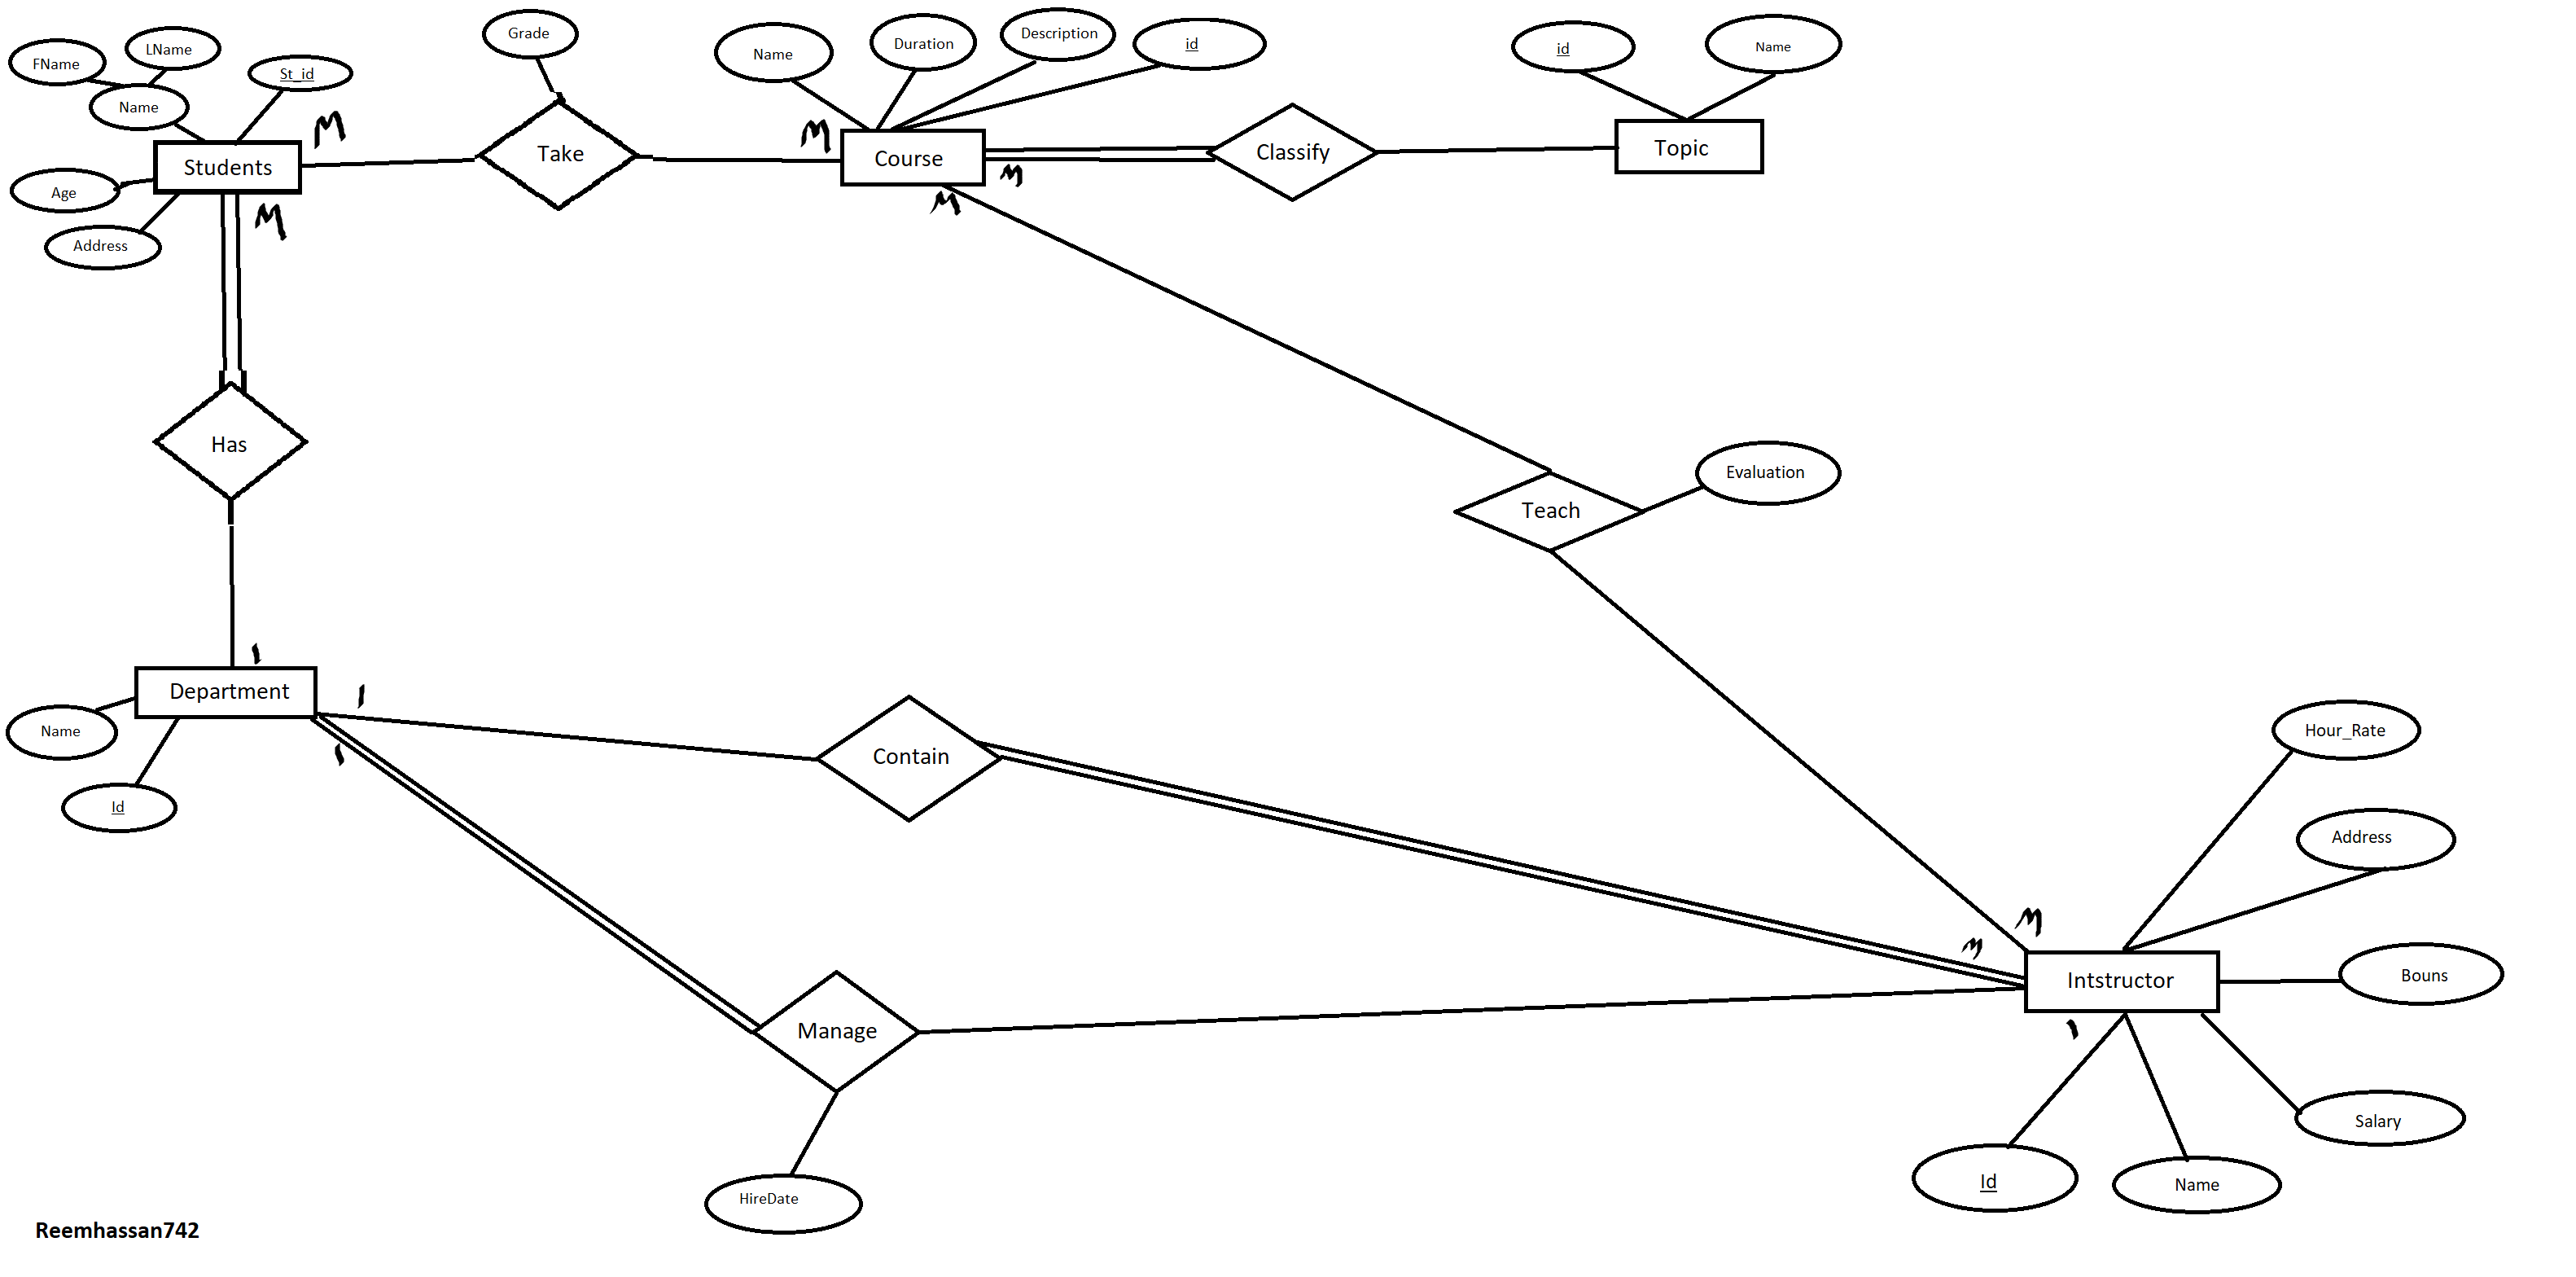 Grade
Name
Duration
Description
id
id
Name
FName
LName
St_id
Name
M
M
Students
Take
Course
Classify
Topic
M
Age
M
M
Address
Has
Teach
Evaluation
1
Department
1
Contain
Hour_Rate
Name
1
Id
Address
M
M
Intstructor
Bouns
Manage
1
Salary
HireDate
Id
Name
Reemhassan742